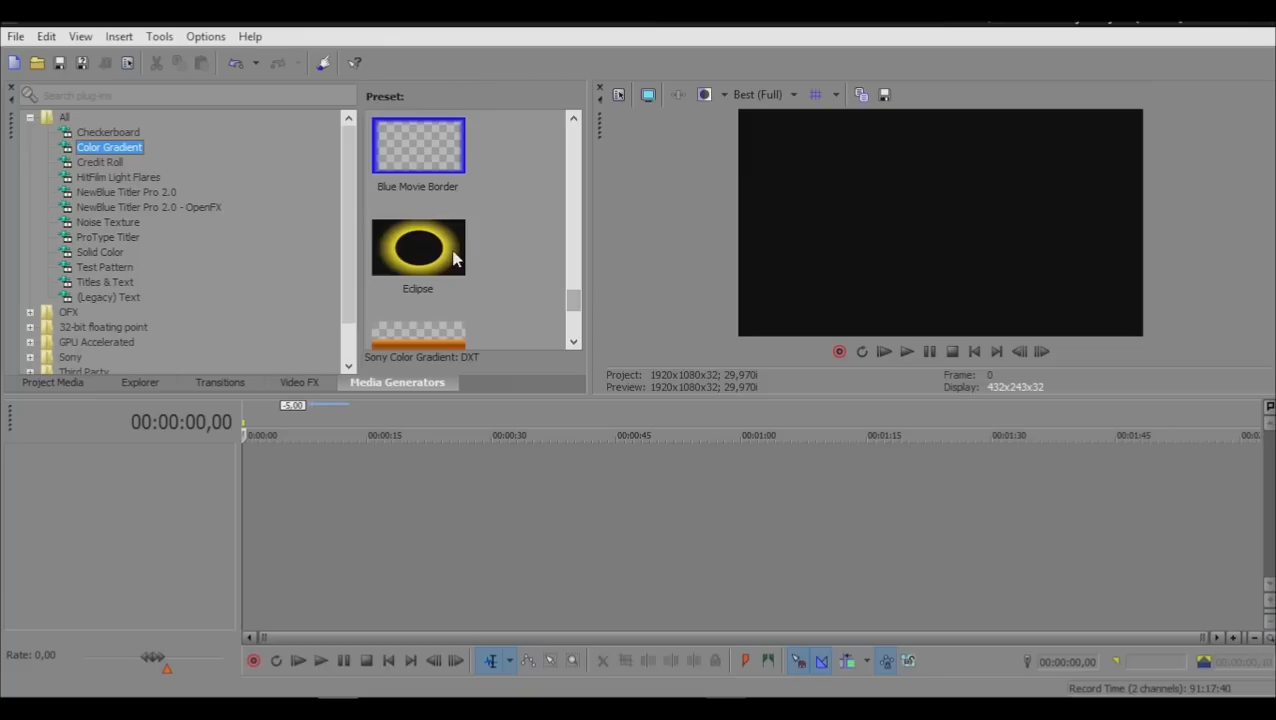 File Edit View Insert Tools Options Help
Search plug-ins
Preset:
All
Checkerboard
Color Gradient
Credit Roll
HitFilm Light Flares
NewBlue Titler Pro 2.0
NewBlue Titler Pro 2.0 - OpenFX
Noise Texture
ProType Titler
Solid Color
Test Pattern
Titles & Text
(Legacy) Text
OFX
32-bit floating point
GPU Accelerated
Sony
Third Party
Blue Movie Border
Eclipse
Sony Color Gradient: DXT
Project Media Explorer Transitions Video FX Media Generators
Best (Full)
Project: 1920x1080x32; 29,970i
Preview: 1920x1080x32; 29,970i
Frame: 0
Display: 432x243x32
00:00:00,00
-5.00
0:00:00 00:00:15 00:00:30 00:00:45 00:01:00 00:01:15 00:01:30 00:01:45
Rate: 0,00
00:00:00,00
Record Time (2 channels): 91:17:40